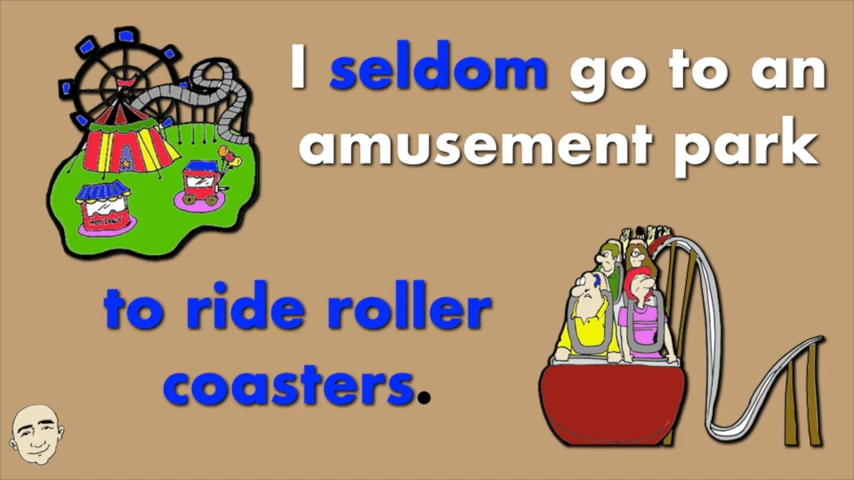 I seldom go to an
amusement park
to ride roller
coasters.